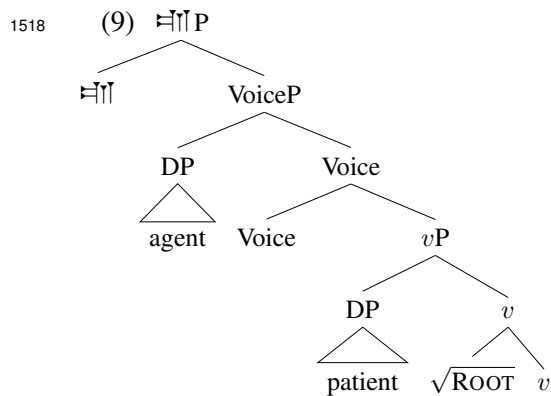 1518
(9) P
VoiceP
DP Voice
agent Voice vP
DP v
patient √ROOT v